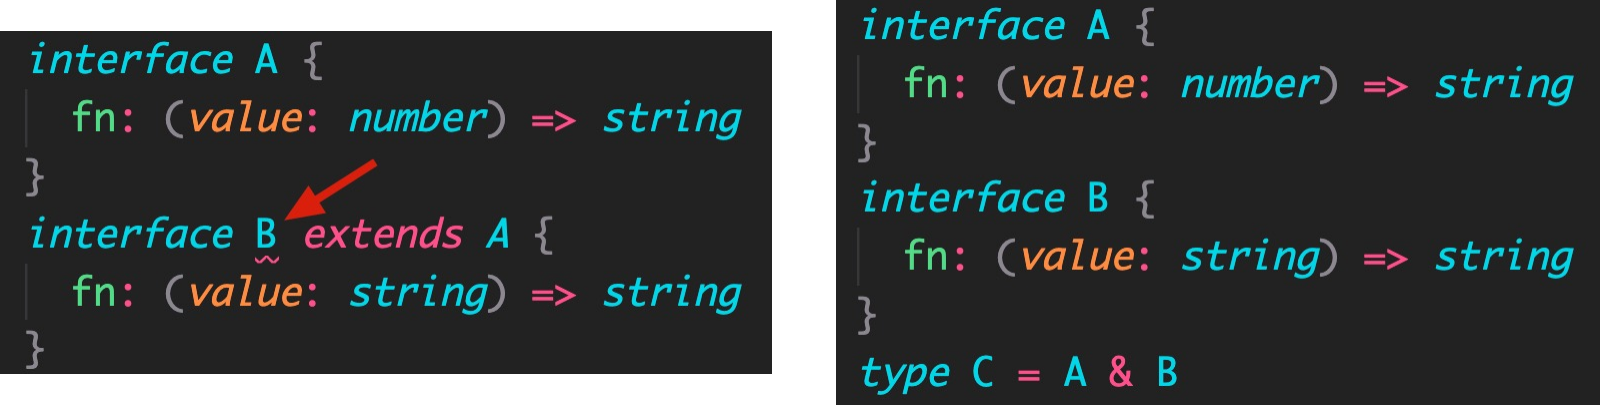 interface A {
  fn: (value: number) => string
}
interface B extends A {
  fn: (value: string) => string
}
interface A {
  fn: (value: number) => string
}
interface B {
  fn: (value: string) => string
}
type C = A & B